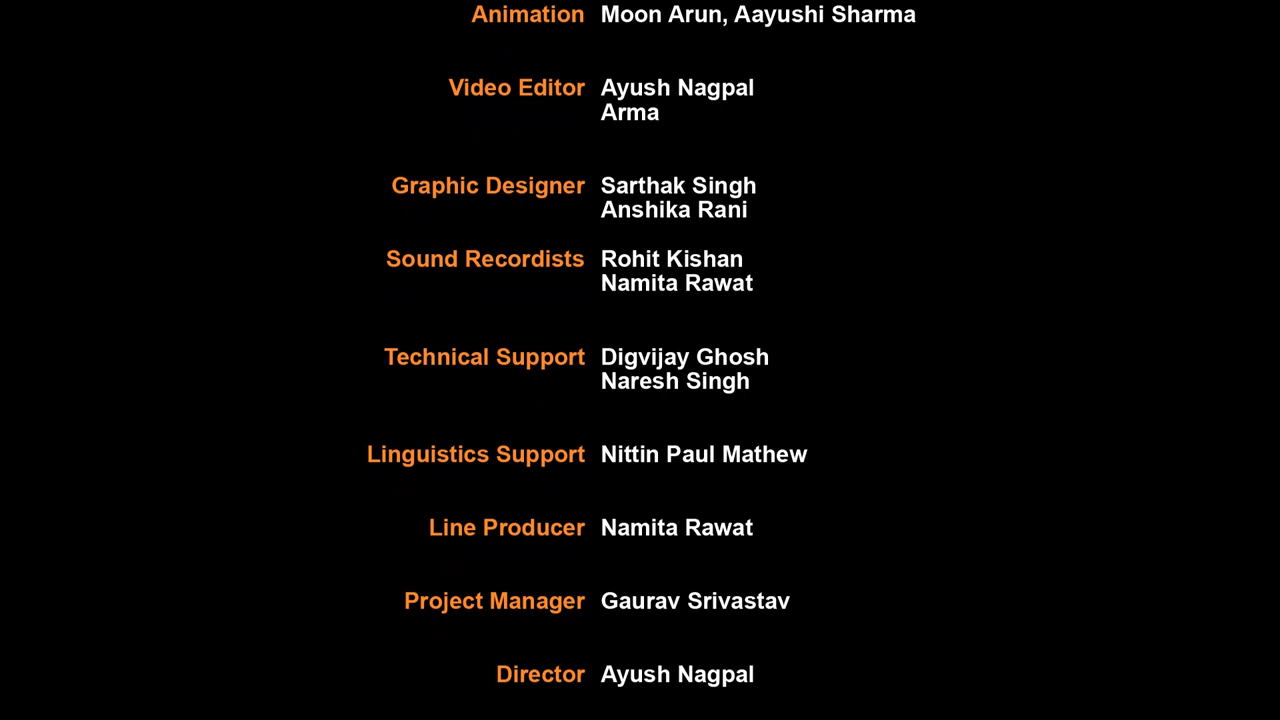 Animation Moon Arun, Aayushi Sharma
Video Editor Ayush Nagpal
Arma
Graphic Designer Sarthak Singh
Anshika Rani
Sound Recordists Rohit Kishan
Namita Rawat
Technical Support Digvijay Ghosh
Naresh Singh
Linguistics Support Nittin Paul Mathew
Line Producer Namita Rawat
Project Manager Gaurav Srivastav
Director Ayush Nagpal